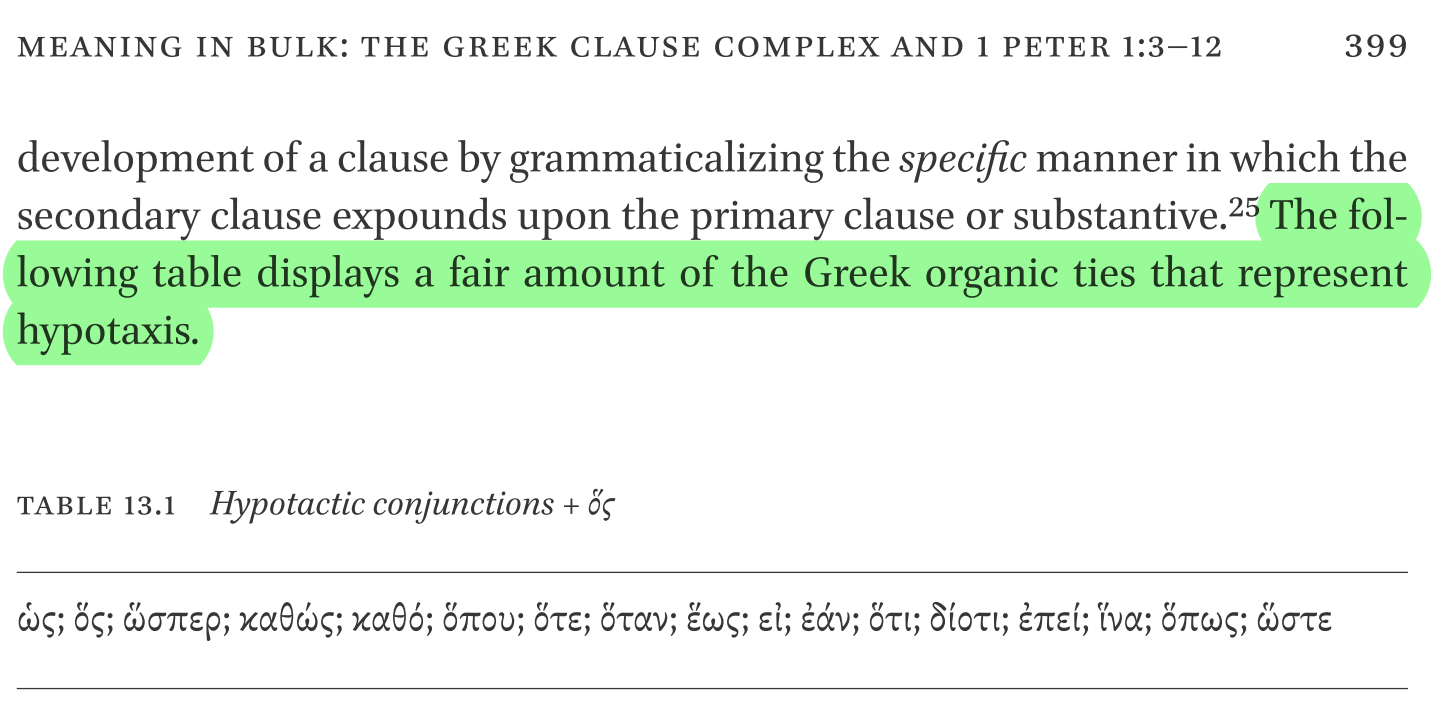 MEANING IN BULK: THE GREEK CLAUSE COMPLEX AND 1 PETER 1:3–12 399
development of a clause by grammaticalizing the specific manner in which the
secondary clause expounds upon the primary clause or substantive.²⁵ The fol-
lowing table displays a fair amount of the Greek organic ties that represent
hypotaxis.
TABLE 13.1 Hypotactic conjunctions + ὅς
ὡς; ὅς; ὥσπερ; καθώς; καθό; ὅπου; ὅτε; ὅταν; ἕως; εἰ; ἐάν; ὅτι; δίοτι; ἐπεί; ἵνα; ὅπως; ὥστε